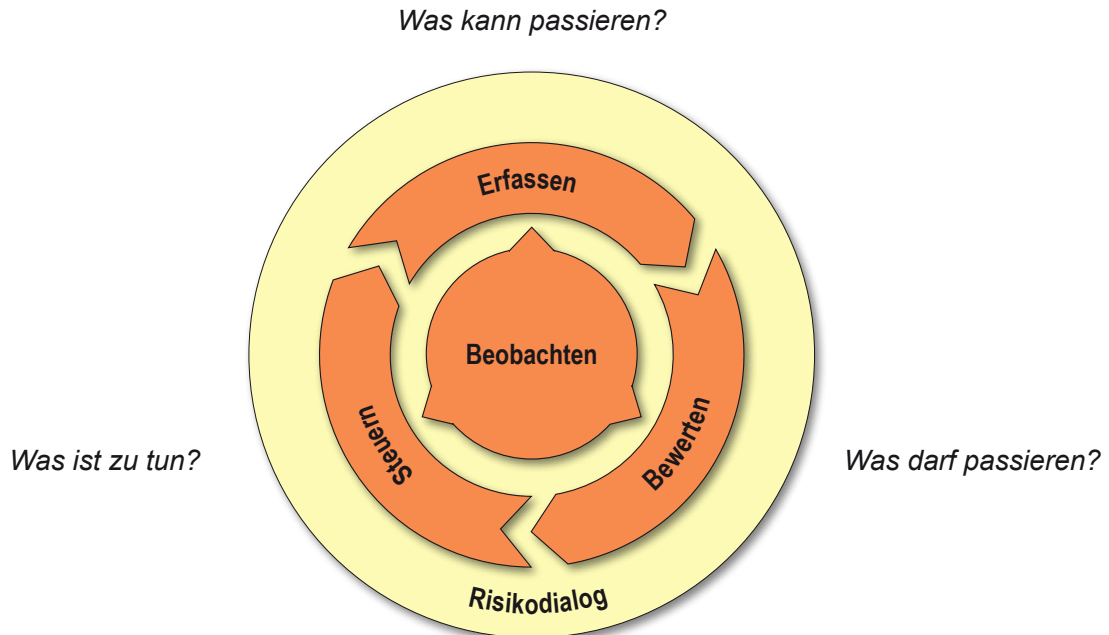 Was kann passieren?
Erfassen
Beobachten
Steuern
Bewerten
Was ist zu tun?
Was darf passieren?
Risikodialog